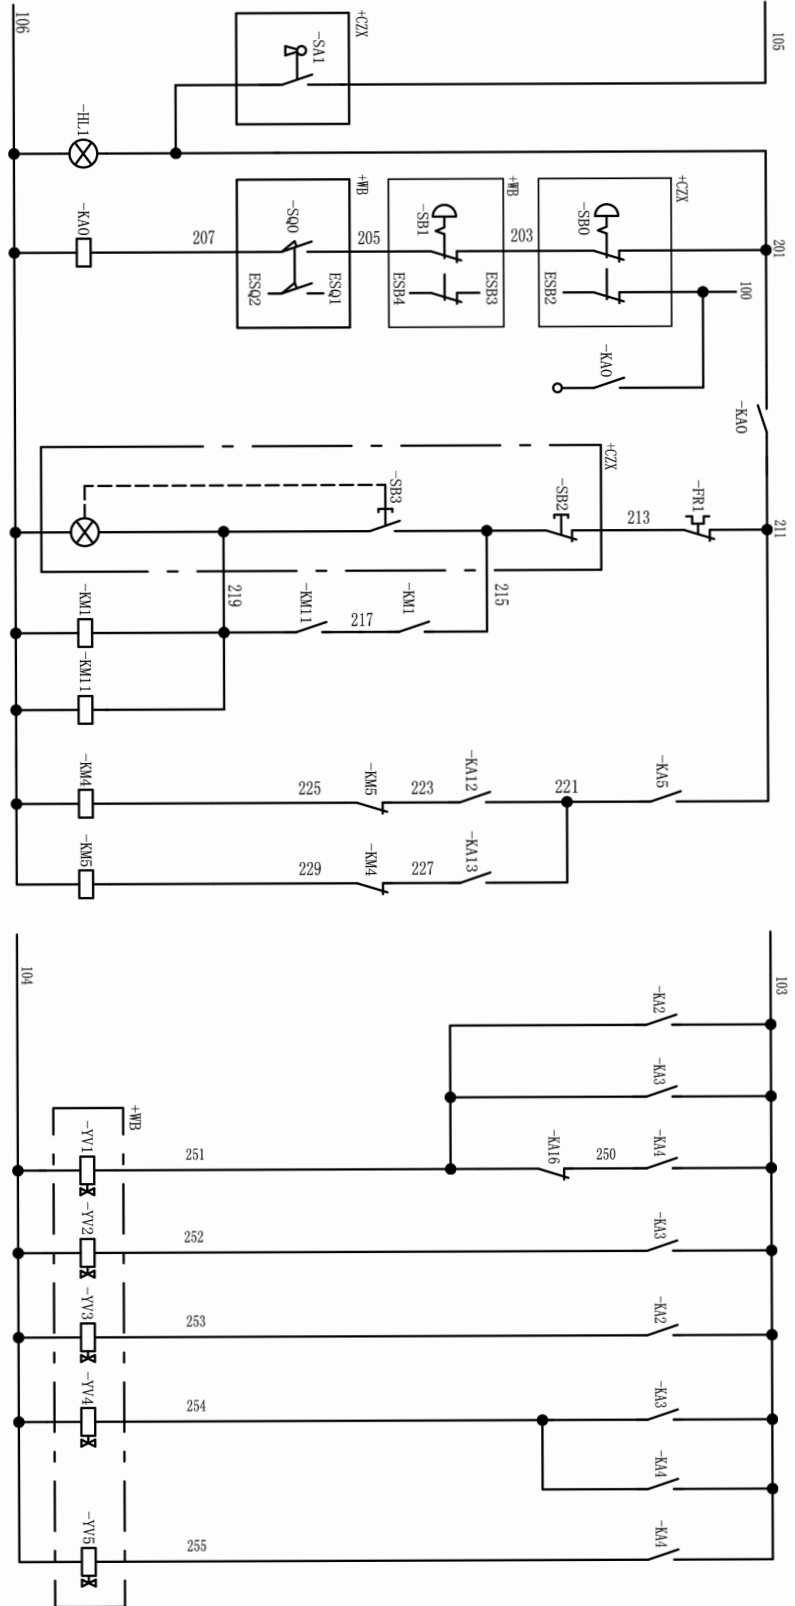 106
105
+CZX
-SA1
-HL1
+WB
+WB
+CZX
-KA0
207
-SQ0
205
-SB1
203
-SB0
201
ESQ2
ESQ1
ESB4
ESB3
ESB2
100
-KA0
-KA0
+CZX
-SB3
-SB2
213
-FR1
211
219
215
-KM1
-KM11
217
-KM1
-KM11
-KM4
225
-KM5
223
-KA12
221
-KA5
-KM5
229
-KM4
227
-KA13
104
103
-KA2
-KA3
+WB
-YV1
251
-KA16
250
-KA4
-YV2
252
-KA3
-YV3
253
-KA2
-YV4
254
-KA3
-KA4
-YV5
255
-KA4